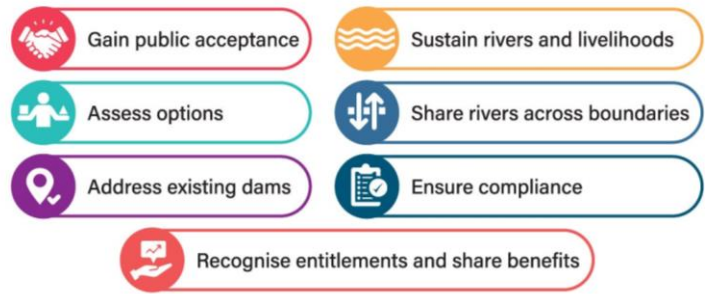 Gain public acceptance
Sustain rivers and livelihoods
Assess options
Share rivers across boundaries
Address existing dams
Ensure compliance
Recognise entitlements and share benefits